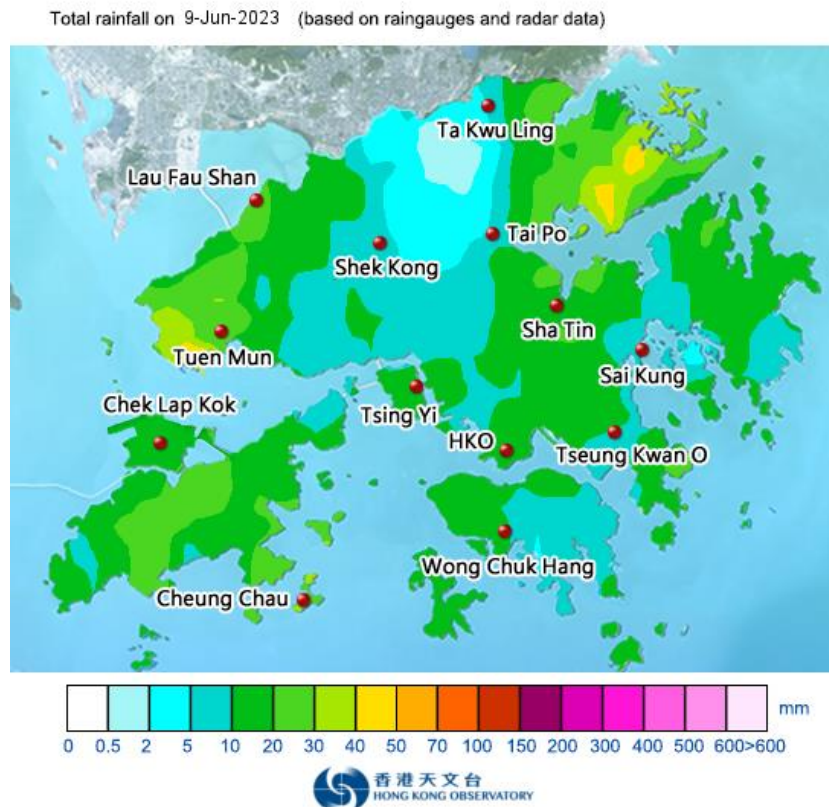 Total rainfall on 9-Jun-2023 (based on raingauges and radar data)
Ta Kwu Ling
Lau Fau Shan
Tai Po
Shek Kong
Sha Tin
Tuen Mun
Sai Kung
Chek Lap Kok
Tsing Yi
HKO
Tseung Kwan O
Wong Chuk Hang
Cheung Chau
mm
0 0.5 2 5 10 20 30 40 50 70 100 150 200 300 400 500 600>600
香港天文台
HONG KONG OBSERVATORY